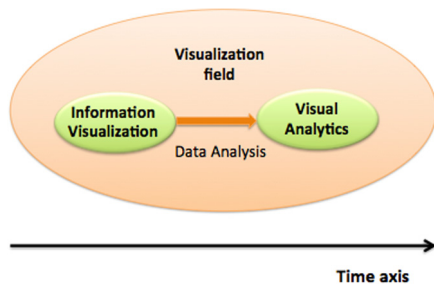 Visualization
field
Information
Visualization
Visual
Analytics
Data Analysis
Time axis